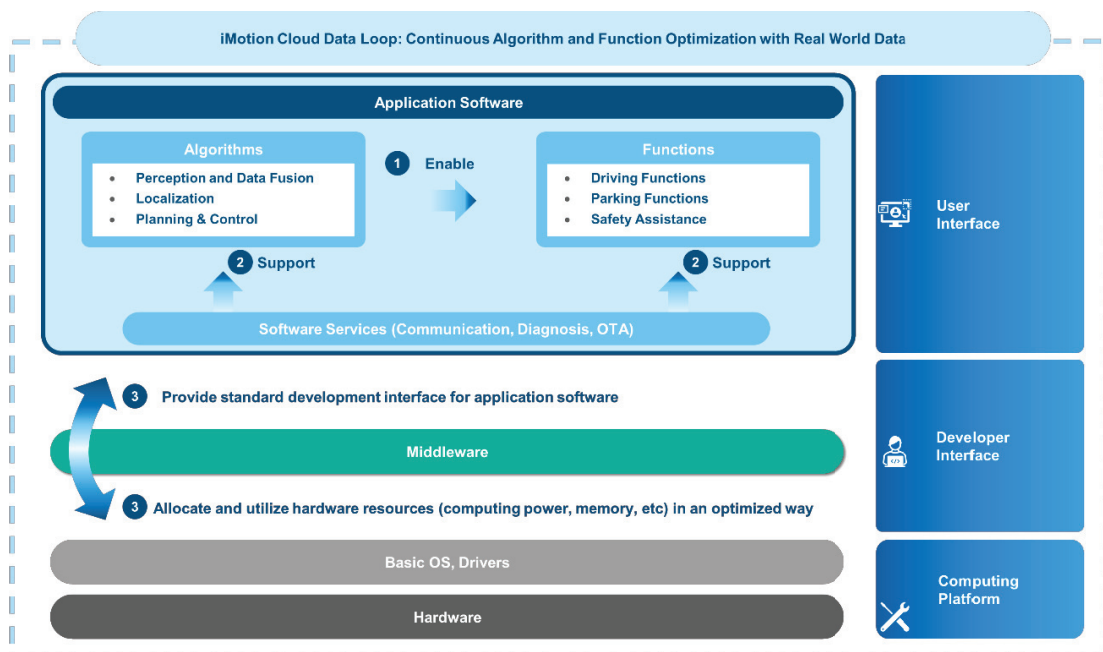 iMotion Cloud Data Loop: Continuous Algorithm and Function Optimization with Real World Data
Application Software
Algorithms
• Perception and Data Fusion
• Localization
• Planning & Control
1 Enable
Functions
• Driving Functions
• Parking Functions
• Safety Assistance
2 Support
2 Support
Software Services (Communication, Diagnosis, OTA)
User
Interface
3 Provide standard development interface for application software
Middleware
3 Allocate and utilize hardware resources (computing power, memory, etc) in an optimized way
Developer
Interface
Basic OS, Drivers
Hardware
Computing
Platform